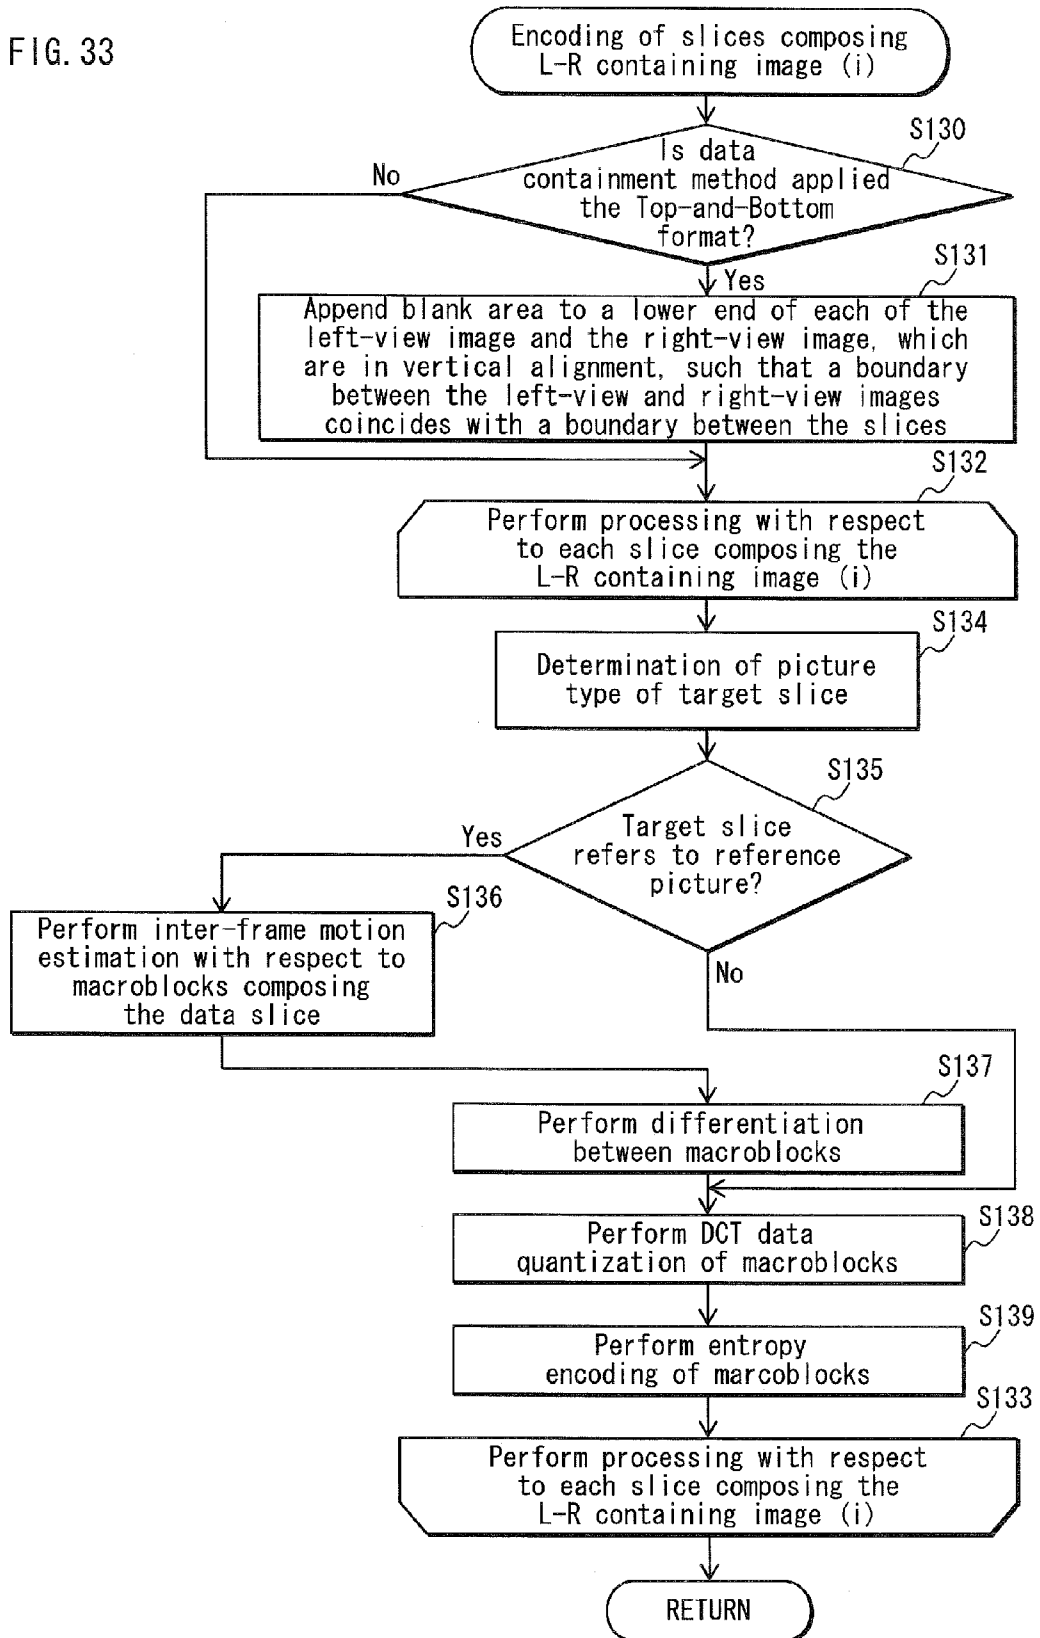 FIG. 33
Encoding of slices composing
L-R containing image (i)
S130
Is data
containment method applied
the Top-and-Bottom
format?
No
Yes
S131
Append blank area to a lower end of each of the
left-view image and the right-view image, which
are in vertical alignment, such that a boundary
between the left-view and right-view images
coincides with a boundary between the slices
S132
Perform processing with respect
to each slice composing the
L-R containing image (i)
S134
Determination of picture
type of target slice
S135
Target slice
refers to reference
picture?
Yes
No
S136
Perform inter-frame motion
estimation with respect to
macroblocks composing
the data slice
S137
Perform differentiation
between macroblocks
S138
Perform DCT data
quantization of macroblocks
S139
Perform entropy
encoding of marcoblocks
S133
Perform processing with respect
to each slice composing the
L-R containing image (i)
RETURN